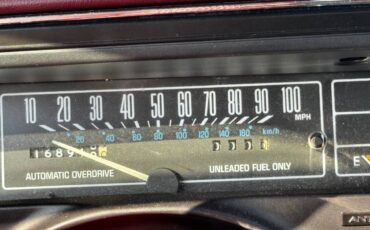 10 20 30 40 50 60 70 80 90 100
MPH
20 40 60 80 100 120 140 160 km/h
AUTOMATIC OVERDRIVE
UNLEADED FUEL ONLY
E